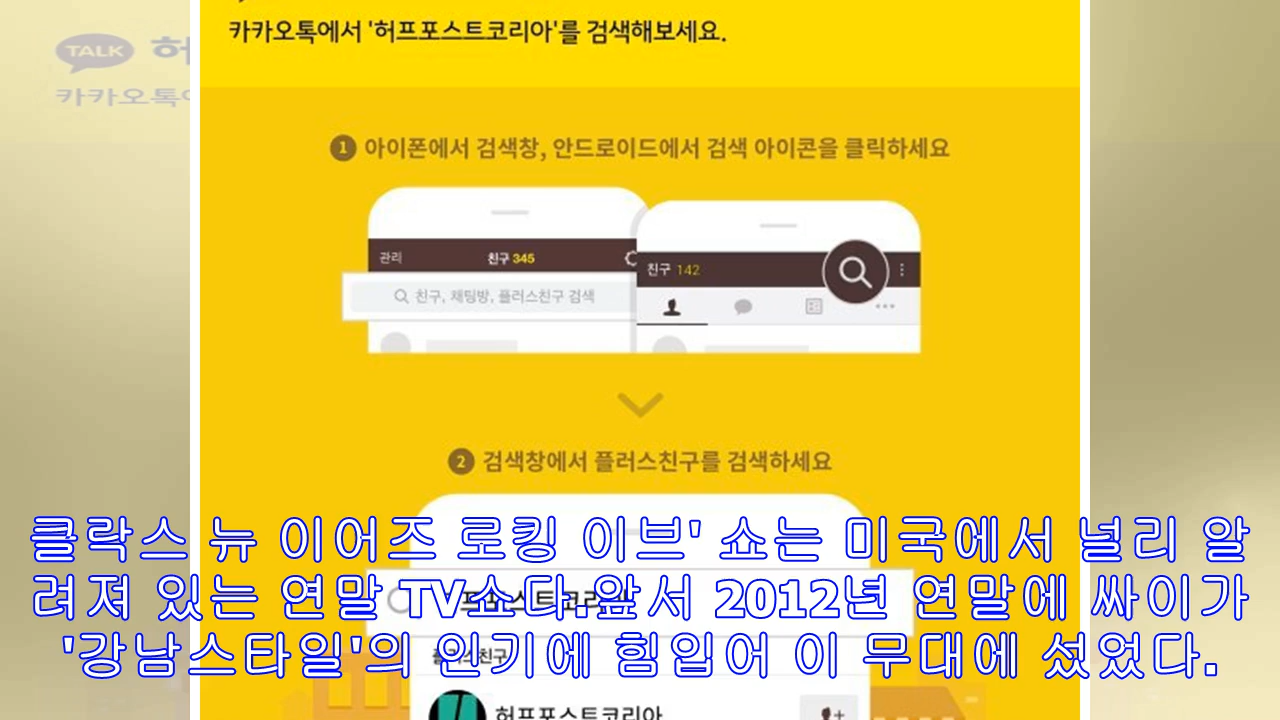 카카오톡에서 '허프포스트코리아'를 검색해보세요.
TALK 허
카카오톡에
1 아이폰에서 검색창, 안드로이드에서 검색 아이콘을 클릭하세요
관리 친구 345
친구 142
친구, 채팅방, 플러스친구 검색
2 검색창에서 플러스친구를 검색하세요
클락스 뉴 이어즈 로킹 이브' 쇼는 미국에서 널리 알
려져 있는 연말 TV쇼다.앞서 2012년 연말에 싸이가
'강남스타일'의 인기에 힘입어 이 무대에 섰었다.
플러스친구
허프포스트코리아